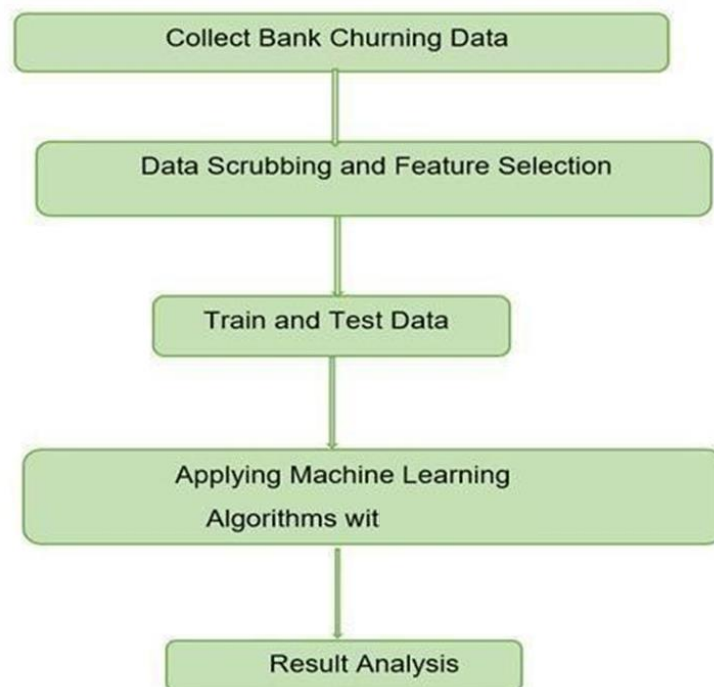 Collect Bank Churning Data
Data Scrubbing and Feature Selection
Train and Test Data
Applying Machine Learning
Algorithms wit
Result Analysis